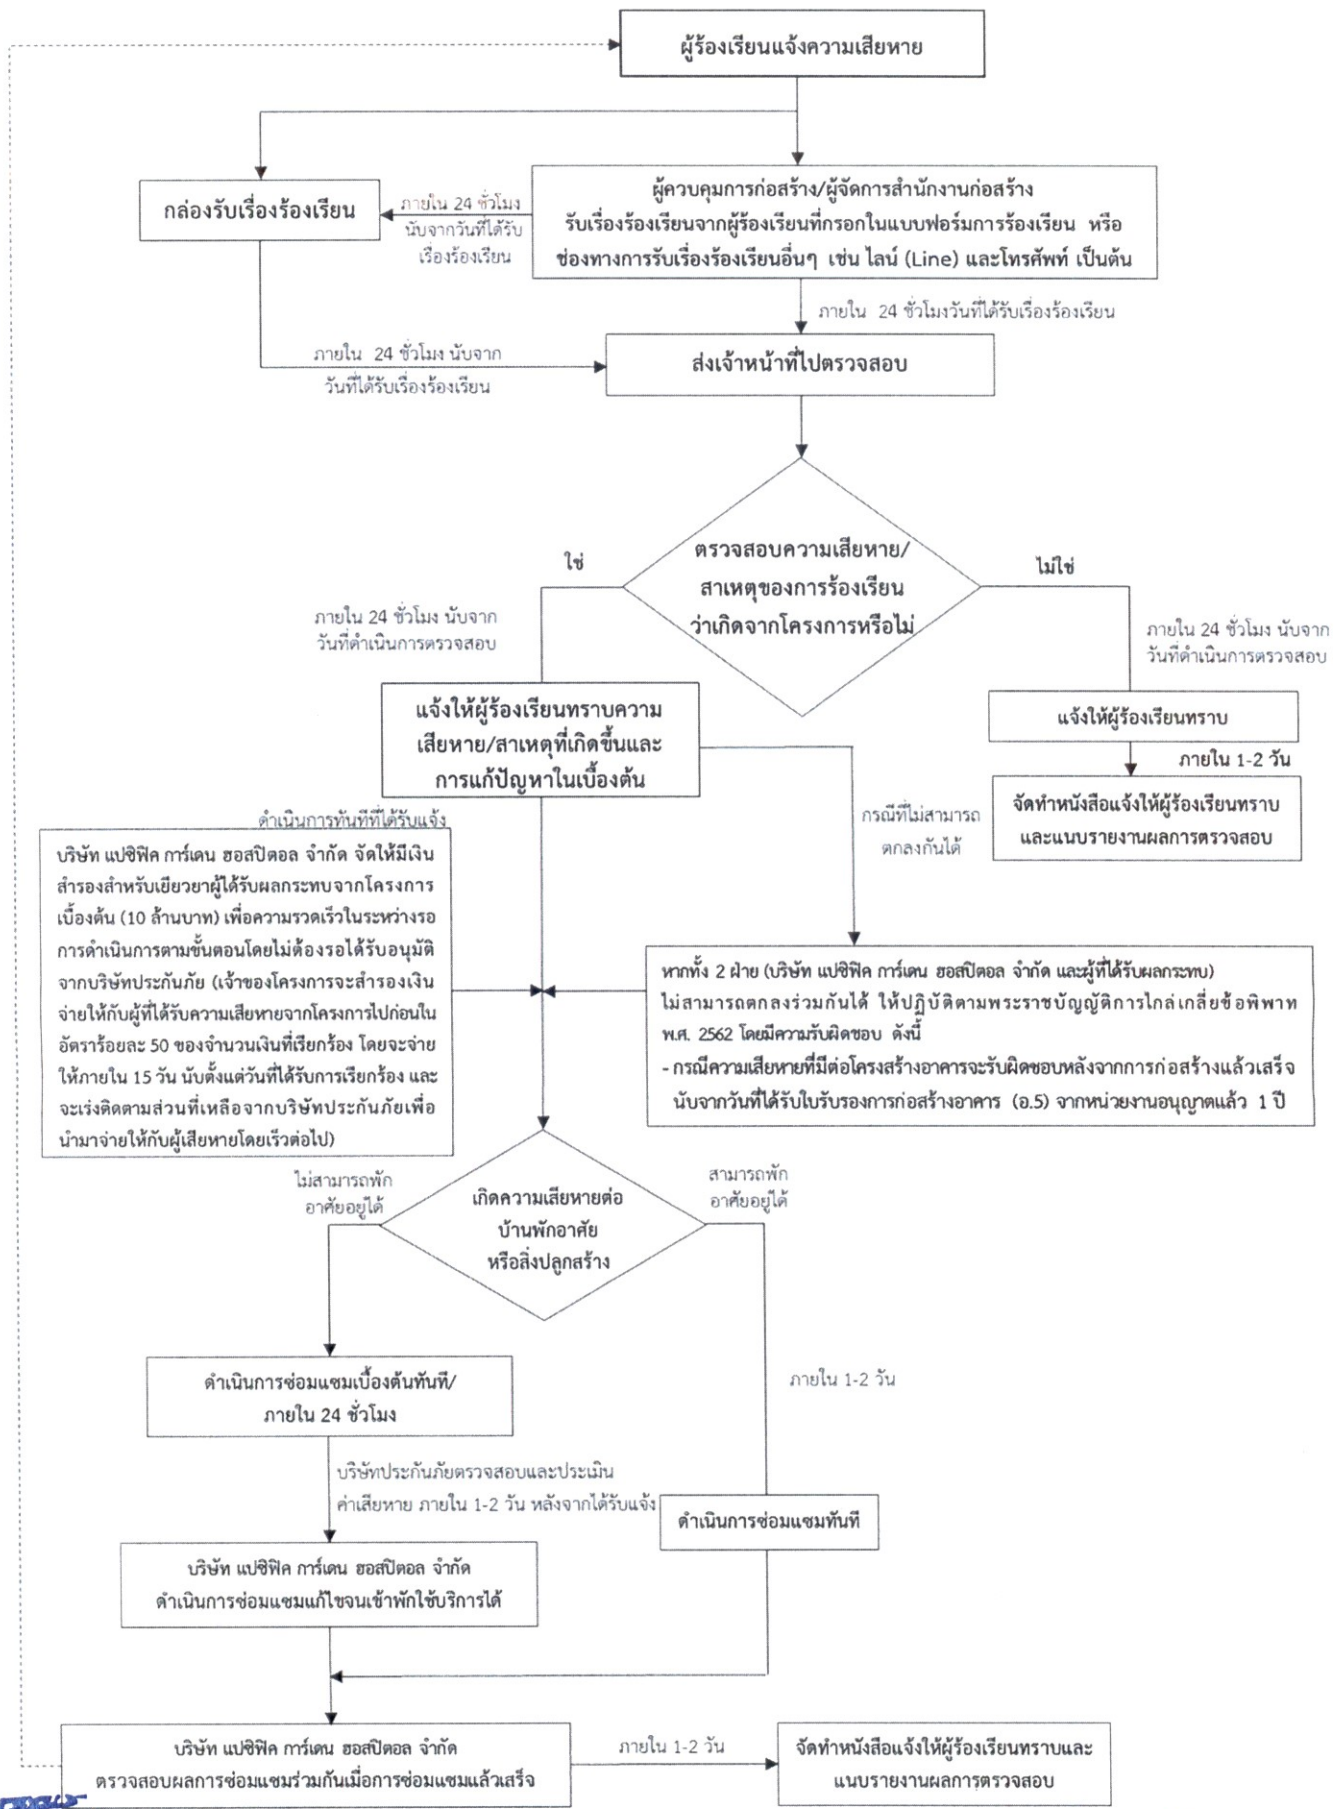 ผู้ร้องเรียนแจ้งความเสียหาย
กล่องรับเรื่องร้องเรียน
ภายใน 24 ชั่วโมง
นับจากวันที่ได้รับ
เรื่องร้องเรียน
ผู้ควบคุมการก่อสร้าง/ผู้จัดการสำนักงานก่อสร้าง
รับเรื่องร้องเรียนจากผู้ร้องเรียนที่กรอกในแบบฟอร์มการร้องเรียน หรือ
ช่องทางการรับเรื่องร้องเรียนอื่นๆ เช่น ไลน์ (Line) และโทรศัพท์ เป็นต้น
ภายใน 24 ชั่วโมงวันที่ได้รับเรื่องร้องเรียน
ภายใน 24 ชั่วโมง นับจาก
วันที่ได้รับเรื่องร้องเรียน
ส่งเจ้าหน้าที่ไปตรวจสอบ
ตรวจสอบความเสียหาย/
สาเหตุของการร้องเรียน
ว่าเกิดจากโครงการหรือไม่
ใช่
ไม่ใช่
ภายใน 24 ชั่วโมง นับจาก
วันที่ดำเนินการตรวจสอบ
ภายใน 24 ชั่วโมง นับจาก
วันที่ดำเนินการตรวจสอบ
แจ้งให้ผู้ร้องเรียนทราบความ
เสียหาย/สาเหตุที่เกิดขึ้นและ
การแก้ปัญหาในเบื้องต้น
แจ้งให้ผู้ร้องเรียนทราบ
ภายใน 1-2 วัน
จัดทำหนังสือแจ้งให้ผู้ร้องเรียนทราบ
และแนบรายงานผลการตรวจสอบ
กรณีที่ไม่สามารถ
ตกลงกันได้
ดำเนินการทันทีที่ได้รับแจ้ง
บริษัท แปซิฟิค การ์เดน ฮอสปิตอล จำกัด จัดให้มีเงิน
สำรองสำหรับเยียวยาผู้ได้รับผลกระทบจากโครงการ
เบื้องต้น (10 ล้านบาท) เพื่อความรวดเร็วในระหว่างรอ
การดำเนินการตามขั้นตอนโดยไม่ต้องรอได้รับอนุมัติ
จากบริษัทประกันภัย (เจ้าของโครงการจะสำรองเงิน
จ่ายให้กับผู้ที่ได้รับความเสียหายจากโครงการไปก่อนใน
อัตราร้อยละ 50 ของจำนวนเงินที่เรียกร้อง โดยจะจ่าย
ให้ภายใน 15 วัน นับตั้งแต่วันที่ได้รับการเรียกร้อง และ
จะเร่งติดตามส่วนที่เหลือจากบริษัทประกันภัยเพื่อ
นำมาจ่ายให้กับผู้เสียหายโดยเร็วต่อไป)
หากทั้ง 2 ฝ่าย (บริษัท แปซิฟิค การ์เดน ฮอสปิตอล จำกัด และผู้ที่ได้รับผลกระทบ)
ไม่สามารถตกลงร่วมกันได้ ให้ปฏิบัติตามพระราชบัญญัติการไกล่เกลี่ยข้อพิพาท
พ.ศ. 2562 โดยมีความรับผิดชอบ ดังนี้
- กรณีความเสียหายที่มีต่อโครงสร้างอาคารจะรับผิดชอบหลังจากการก่อสร้างแล้วเสร็จ
นับจากวันที่ได้รับใบรับรองการก่อสร้างอาคาร (อ.5) จากหน่วยงานอนุญาตแล้ว 1 ปี
ไม่สามารถพัก
อาศัยอยู่ได้
เกิดความเสียหายต่อ
บ้านพักอาศัย
หรือสิ่งปลูกสร้าง
สามารถพัก
อาศัยอยู่ได้
ดำเนินการซ่อมแซมเบื้องต้นทันที/
ภายใน 24 ชั่วโมง
ภายใน 1-2 วัน
บริษัทประกันภัยตรวจสอบและประเมิน
ค่าเสียหาย ภายใน 1-2 วัน หลังจากได้รับแจ้ง
ดำเนินการซ่อมแซมทันที
บริษัท แปซิฟิค การ์เดน ฮอสปิตอล จำกัด
ดำเนินการซ่อมแซมแก้ไขจนเข้าพักใช้บริการได้
บริษัท แปซิฟิค การ์เดน ฮอสปิตอล จำกัด
ตรวจสอบผลการซ่อมแซมร่วมกันเมื่อการซ่อมแซมแล้วเสร็จ
ภายใน 1-2 วัน
จัดทำหนังสือแจ้งให้ผู้ร้องเรียนทราบและ
แนบรายงานผลการตรวจสอบ